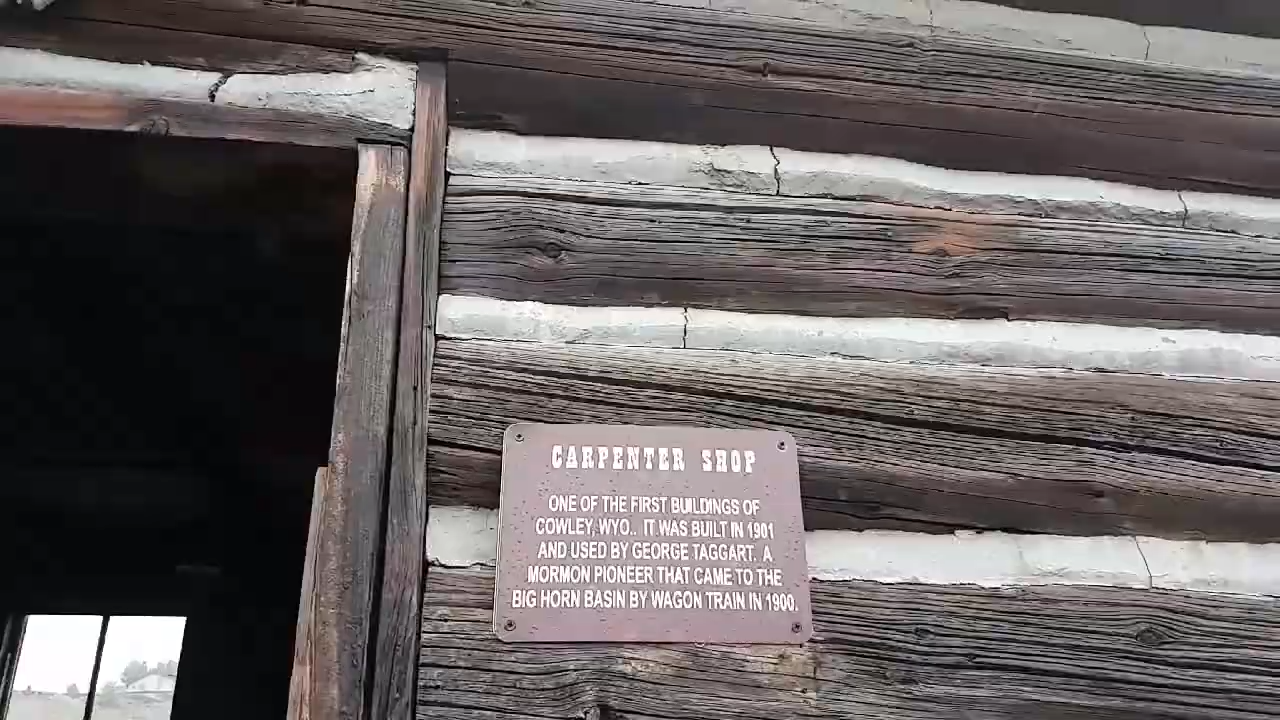 CARPENTER SHOP
ONE OF THE FIRST BUILDINGS OF
COWLEY, WYO.. IT WAS BUILT IN 1901
AND USED BY GEORGE TAGGART. A
MORMON PIONEER THAT CAME TO THE
BIG HORN BASIN BY WAGON TRAIN IN 1900.